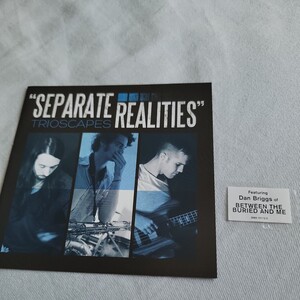 "SEPARATE
TRIOSCAPES
REALITIES"
Featuring
Dan Briggs of
BETWEEN THE
BURIED AND ME